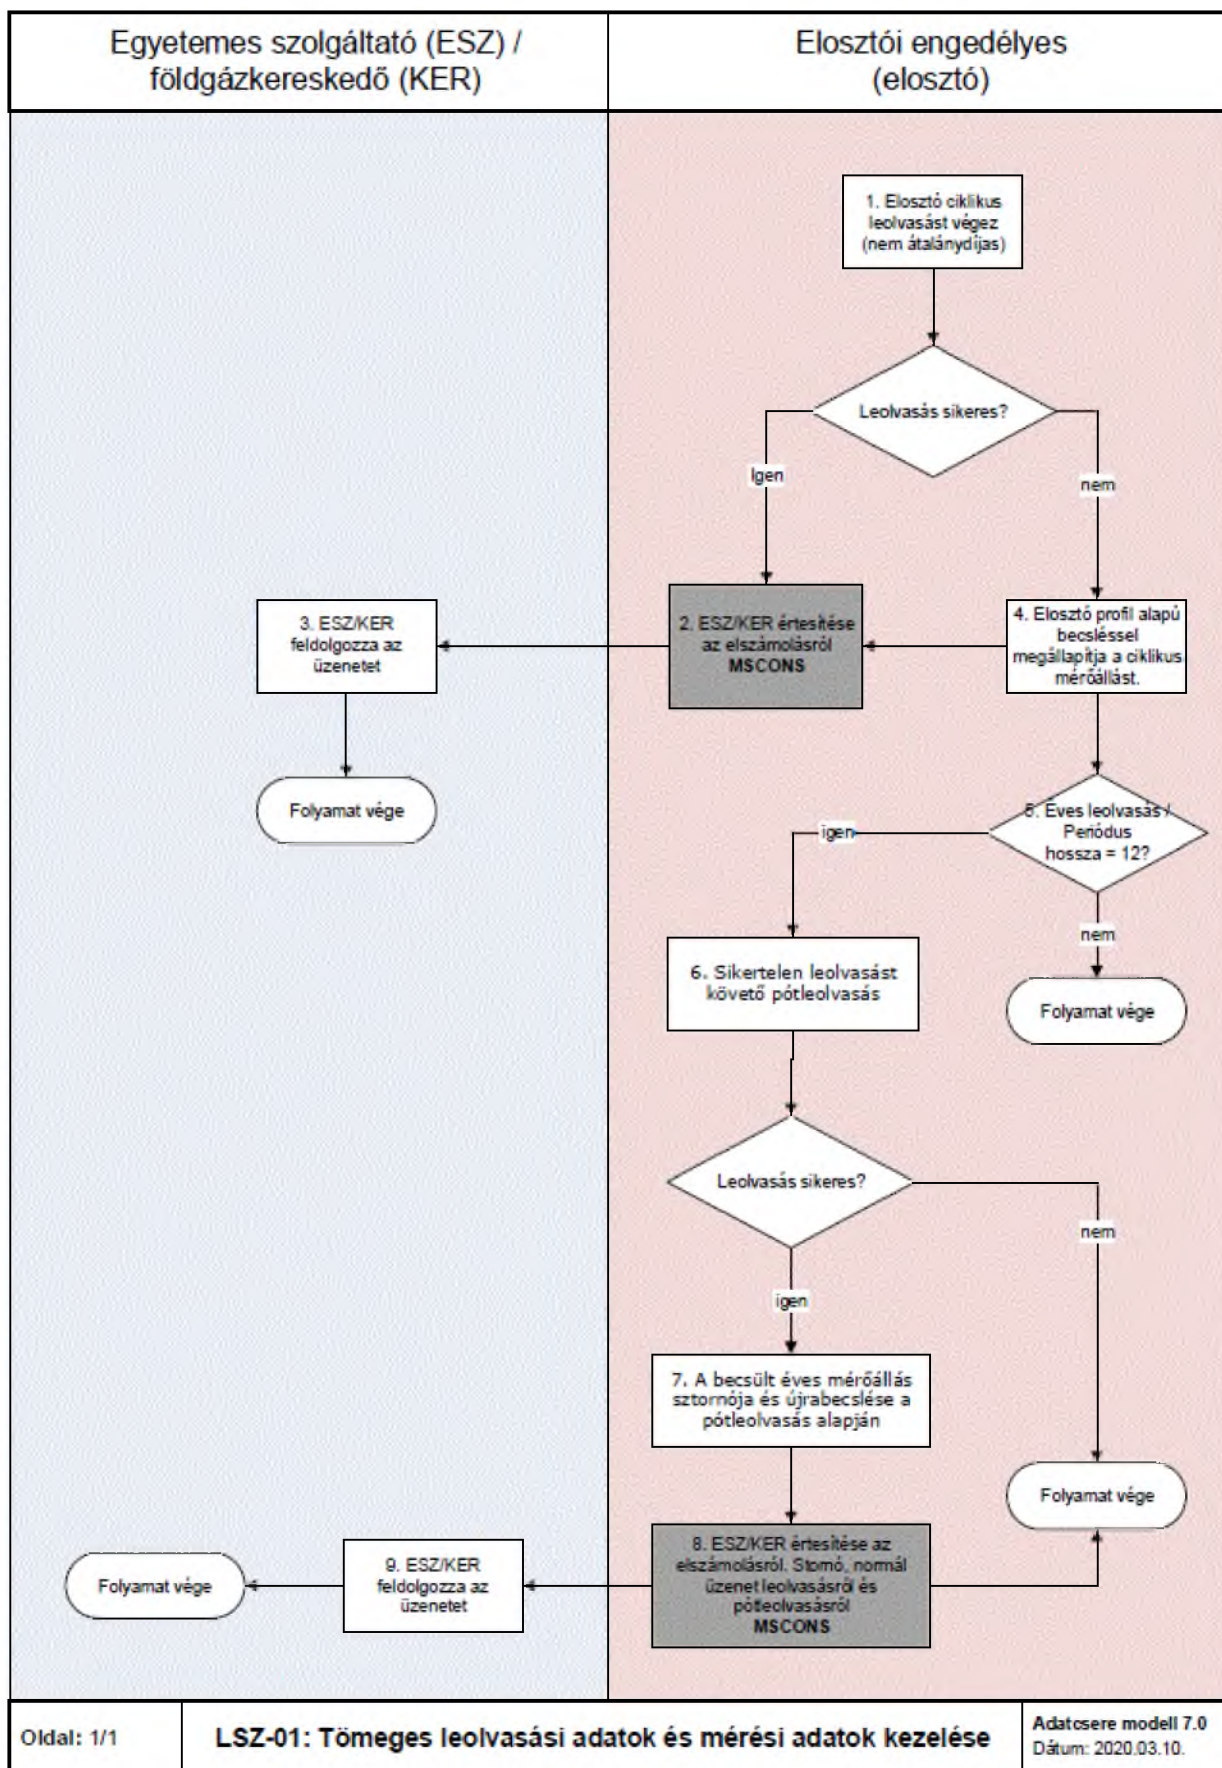 Egyetemes szolgáltató (ESZ) /
földgázkereskedő (KER)
Elosztói engedélyes
(elosztó)
1. Elosztó ciklikus
leolvasást végez
(nem átalánydíjas)
Leolvasás sikeres?
Igen
nem
3. ESZ/KER
feldolgozza az
üzenetet
2. ESZ/KER értesítése
az elszámolásról
MSCONS
4. Elosztó profil alapú
becsléssel
megállapítja a ciklikus
mérőállást.
Folyamat vége
5. Éves leolvasás /
Periódus
hossza = 12?
igen
nem
6. Sikertelen leolvasást
követő pótleolvasás
Folyamat vége
Leolvasás sikeres?
nem
igen
7. A becsült éves mérőállás
sztornója és újrabecslése a
pótleolvasás alapján
Folyamat vége
8. ESZ/KER értesítése az
elszámolásról. Stornó, normál
üzenet leolvasásról és
pótleolvasásról
MSCONS
9. ESZ/KER
feldolgozza az
üzenetet
Folyamat vége
Oldal: 1/1
LSZ-01: Tömeges leolvasási adatok és mérési adatok kezelése
Adatcsere modell 7.0
Dátum: 2020.03.10.